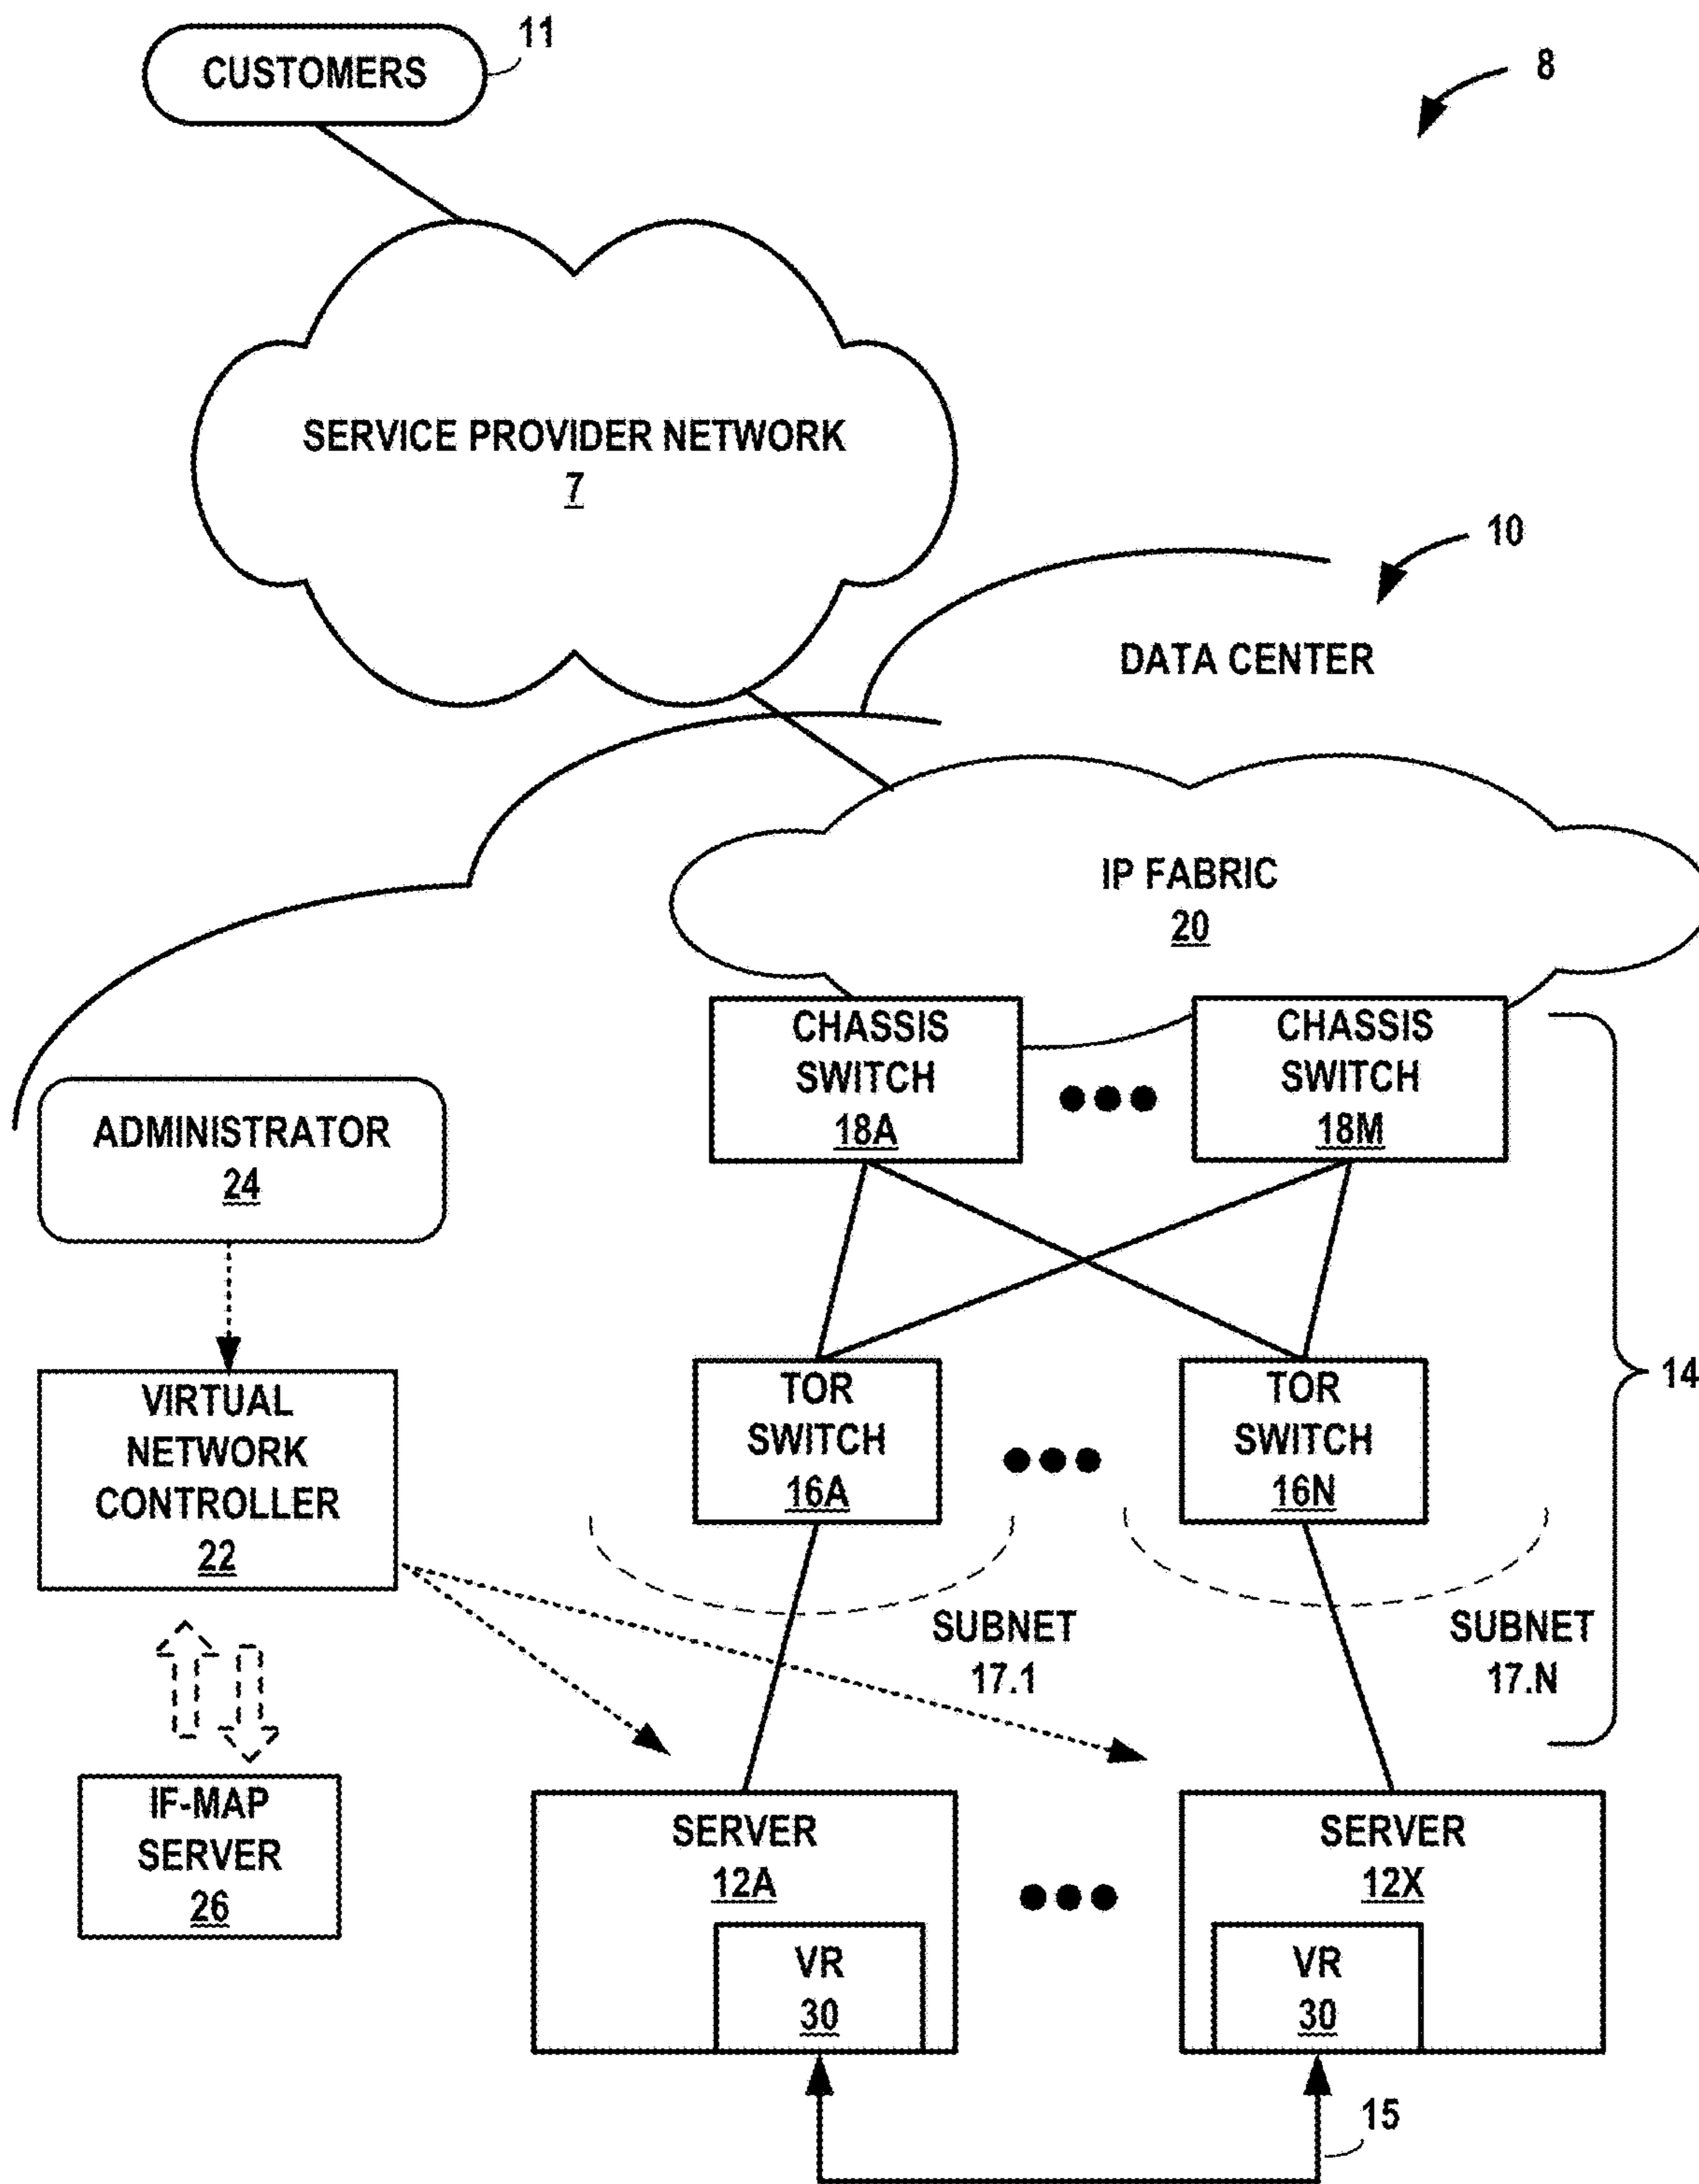 11
CUSTOMERS
8
SERVICE PROVIDER NETWORK
7
10
DATA CENTER
IP FABRIC
20
CHASSIS
SWITCH
18A
CHASSIS
SWITCH
18M
ADMINISTRATOR
24
14
VIRTUAL
NETWORK
CONTROLLER
22
TOR
SWITCH
16A
TOR
SWITCH
16N
SUBNET
17.1
SUBNET
17.N
IF-MAP
SERVER
26
SERVER
12A
VR
30
SERVER
12X
VR
30
15